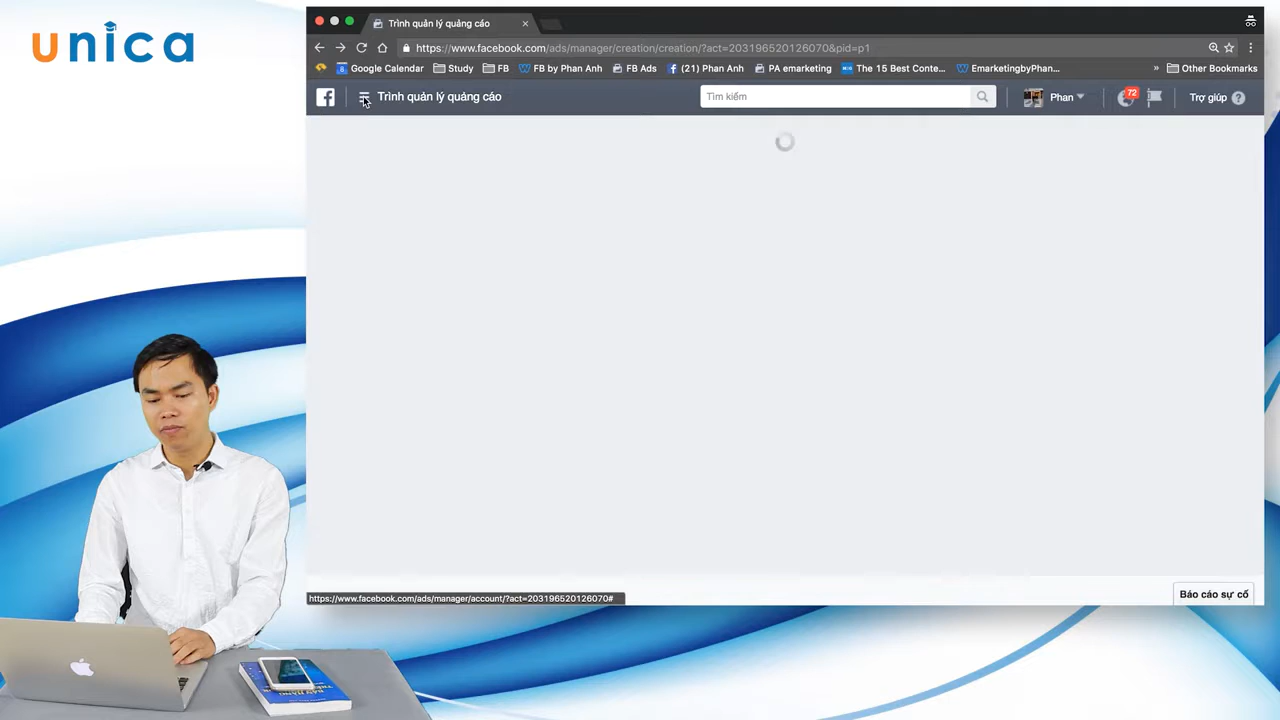 unica
Trình quản lý quảng cáo
https://www.facebook.com/ads/manager/creation/creation/?act=203196520126070&pid=p1
Google Calendar Study FB FB by Phan Anh FB Ads (21) Phan Anh PA emarketing The 15 Best Conte... EmarketingbyPhan... » Other Bookmarks
Trình quản lý quảng cáo Tìm kiếm Phan 72 Trợ giúp
https://www.facebook.com/ads/manager/account/?act=203196520126070#
Báo cáo sự cố